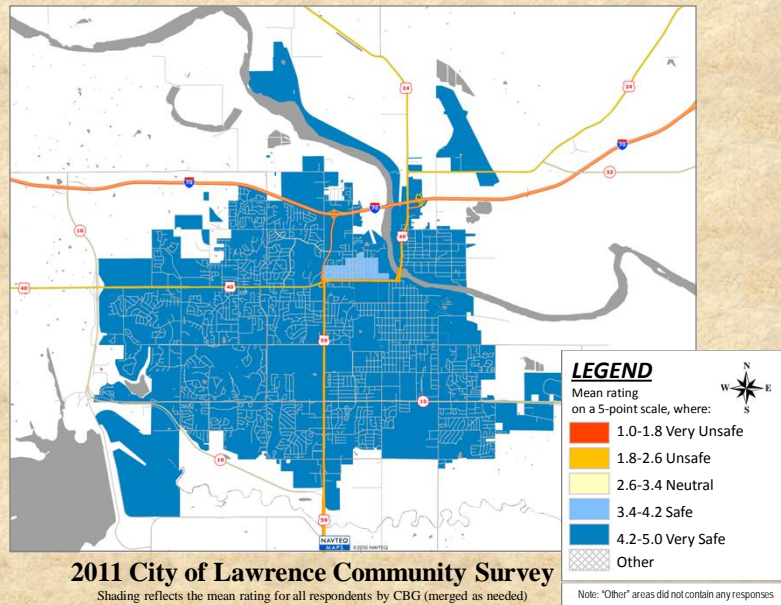 24
24
70
32
70
70
10
40
40
40
59
10
10
59
NAVTEQ
MAPS
©2010 NAVTEQ
LEGEND
Mean rating
on a 5-point scale, where:
N
W E
S
1.0-1.8 Very Unsafe
1.8-2.6 Unsafe
2.6-3.4 Neutral
3.4-4.2 Safe
4.2-5.0 Very Safe
Other
2011 City of Lawrence Community Survey
Shading reflects the mean rating for all respondents by CBG (merged as needed)
Note: "Other" areas did not contain any responses